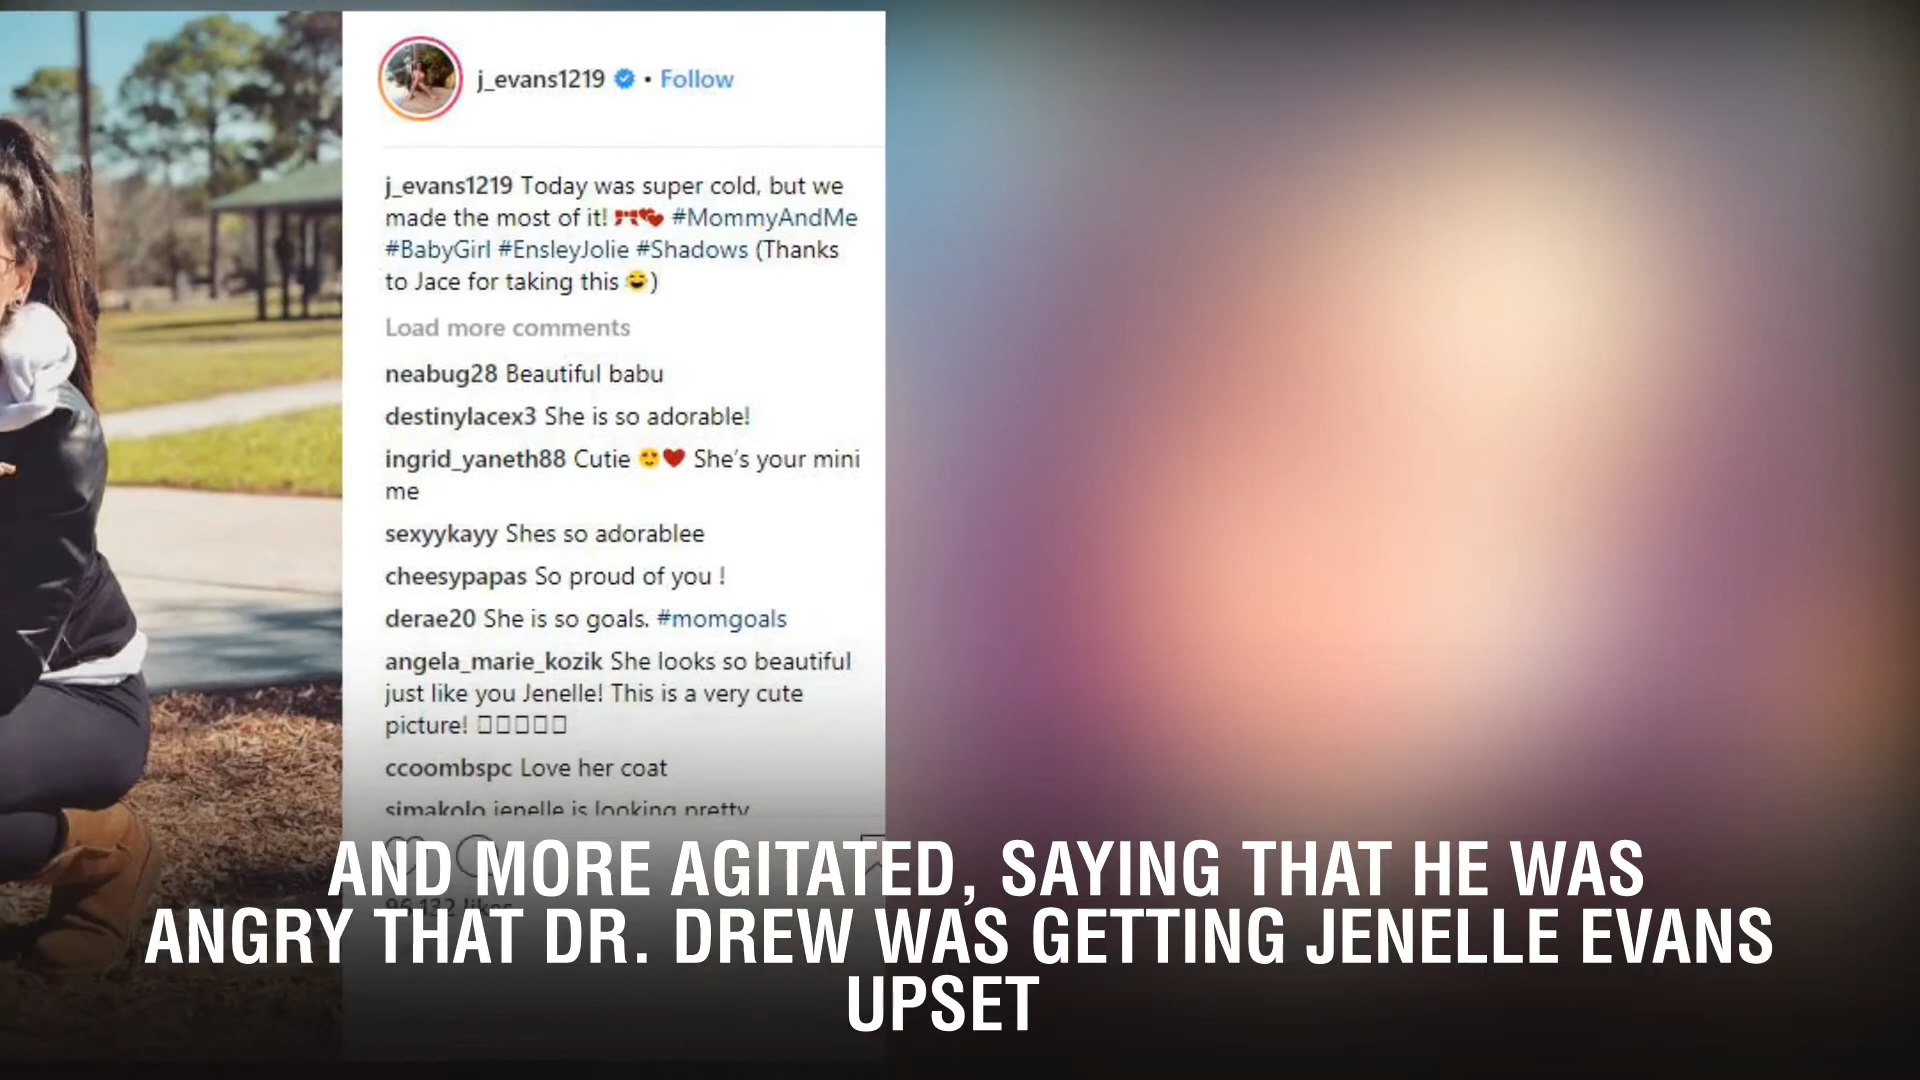 j_evans1219 • Follow
j_evans1219 Today was super cold, but we
made the most of it! 🎀💕 #MommyAndMe
#BabyGirl #EnsleyJolie #Shadows (Thanks
to Jace for taking this 😄)
Load more comments
neabug28 Beautiful babu
destinylacex3 She is so adorable!
ingrid_yaneth88 Cutie 😍❤ She's your mini
me
sexyykayy Shes so adorablee
cheesypapas So proud of you !
derae20 She is so goals. #momgoals
angela_marie_kozik She looks so beautiful
just like you Jenelle! This is a very cute
picture! □□□□□
ccoombspc Love her coat
simakolo jenelle is looking pretty
96,132 likes
AND MORE AGITATED, SAYING THAT HE WAS
ANGRY THAT DR. DREW WAS GETTING JENELLE EVANS
UPSET